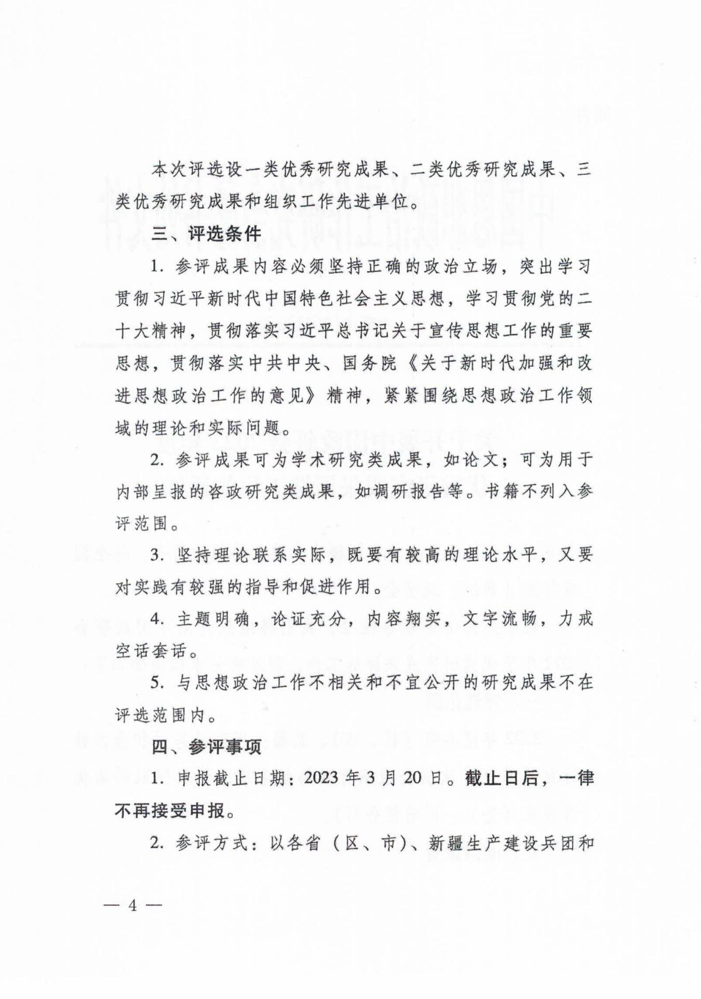 本次评选设一类优秀研究成果、二类优秀研究成果、三
类优秀研究成果和组织工作先进单位。
三、评选条件
1. 参评成果内容必须坚持正确的政治立场，突出学习
贯彻习近平新时代中国特色社会主义思想，学习贯彻党的二
十大精神，贯彻落实习近平总书记关于宣传思想工作的重要
思想，贯彻落实中共中央、国务院《关于新时代加强和改
进思想政治工作的意见》精神，紧紧围绕思想政治工作领
域的理论和实际问题。
2. 参评成果可为学术研究类成果，如论文；可为用于
内部呈报的咨政研究类成果，如调研报告等。书籍不列入参
评范围。
3. 坚持理论联系实际，既要有较高的理论水平，又要
对实践有较强的指导和促进作用。
4. 主题明确，论证充分，内容翔实，文字流畅，力戒
空话套话。
5. 与思想政治工作不相关和不宜公开的研究成果不在
评选范围内。
四、参评事项
1. 申报截止日期：2023 年 3 月 20 日。截止日后，一律
不再接受申报。
2. 参评方式：以各省（区、市）、新疆生产建设兵团和
— 4 —